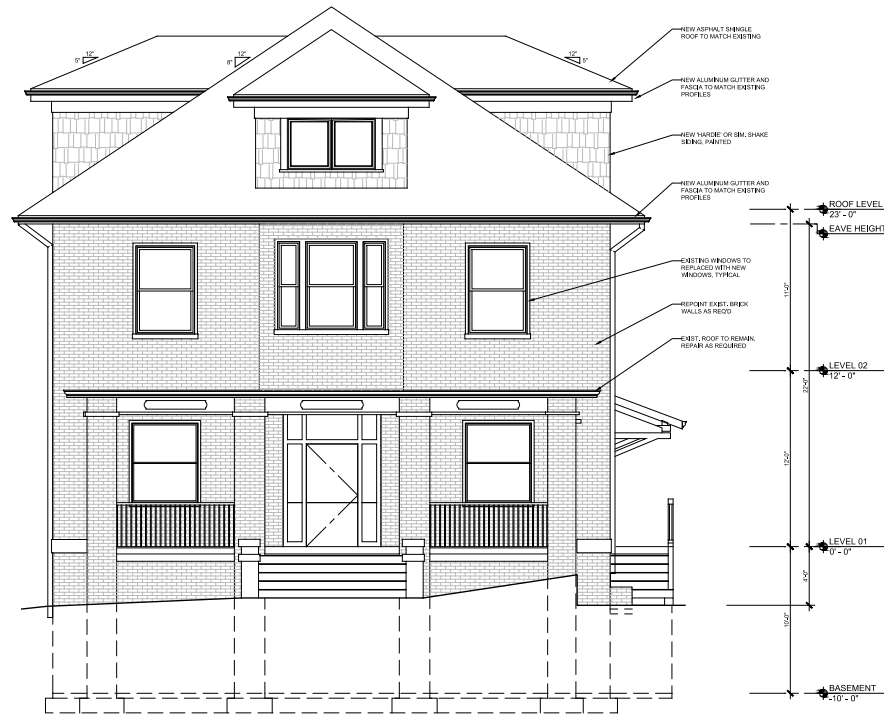 NEW ASPHALT SHINGLE
ROOF TO MATCH EXISTING
12"
5"
12"
8"
12"
5"
NEW ALUMINUM GUTTER AND
FASCIA TO MATCH EXISTING
PROFILES
NEW 'HARDIE' OR SIM. SHAKE
SIDING, PAINTED
NEW ALUMINUM GUTTER AND
FASCIA TO MATCH EXISTING
PROFILES
ROOF LEVEL
23' - 0"
EAVE HEIGHT
EXISTING WINDOWS TO
REPLACED WITH NEW
WINDOWS, TYPICAL
11'-0"
REPOINT EXIST. BRICK
WALLS AS REQ'D
EXIST. ROOF TO REMAIN,
REPAIR AS REQUIRED
LEVEL 02
12' - 0"
22'-0"
12'-0"
LEVEL 01
0' - 0"
4'-0"
10'-0"
BASEMENT
-10' - 0"